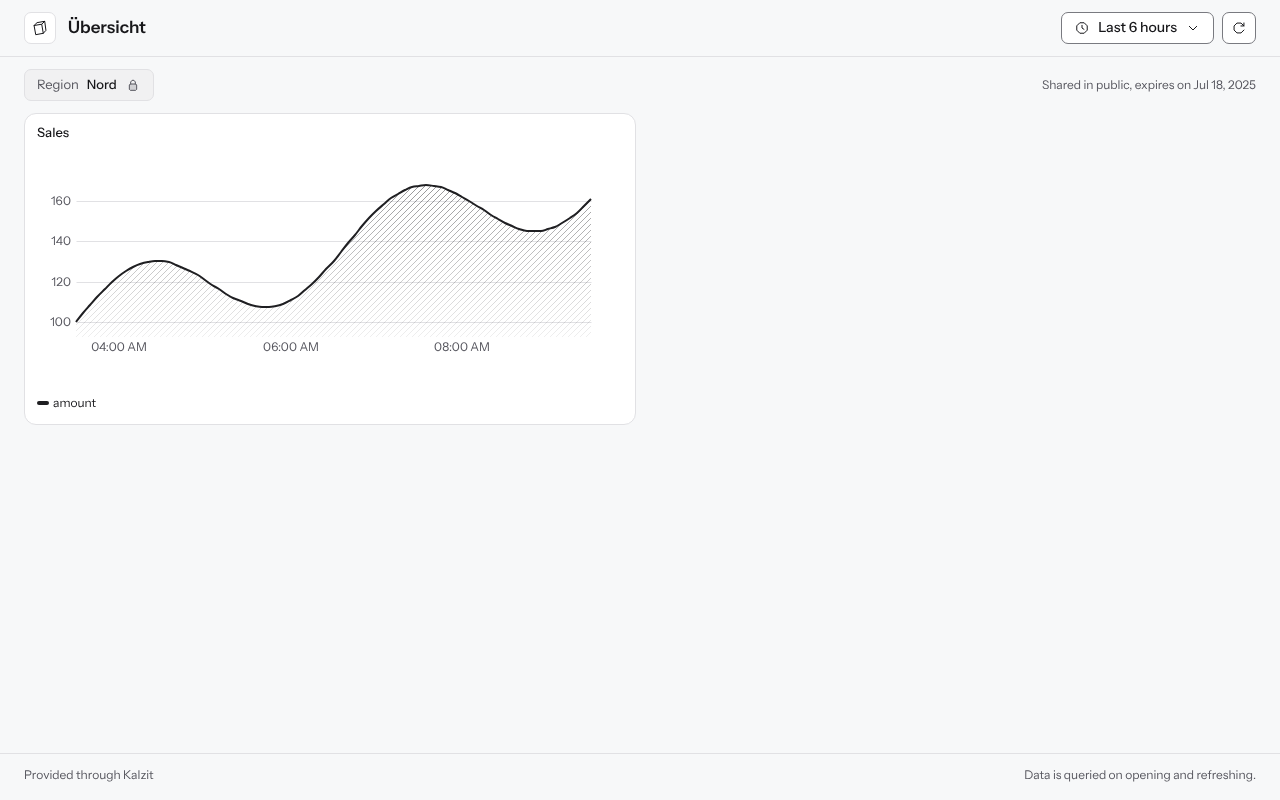 Übersicht
Last 6 hours
Region Nord
Shared in public, expires on Jul 18, 2025
Sales
160
140
120
100
04:00 AM 06:00 AM 08:00 AM
amount
Provided through Kalzit
Data is queried on opening and refreshing.